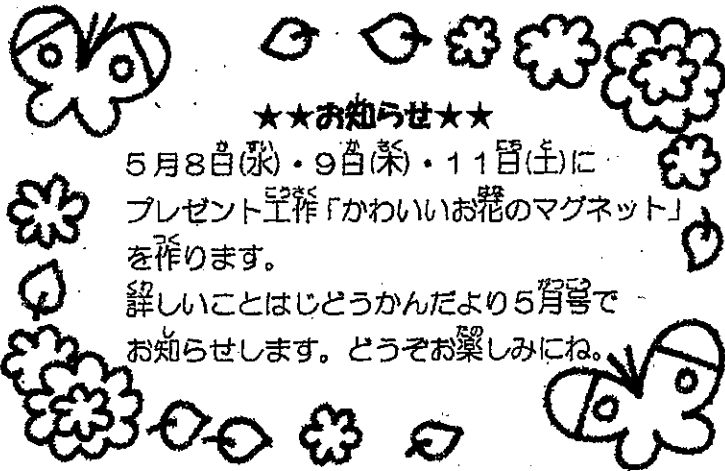 ★★お知らせ★★
5月8日(水)・9日(木)・11日(土)に
プレゼント工作「かわいいお花のマグネット」
を作ります。
詳しいことはじどうかんだより5月号で
お知らせします。どうぞお楽しみにね。